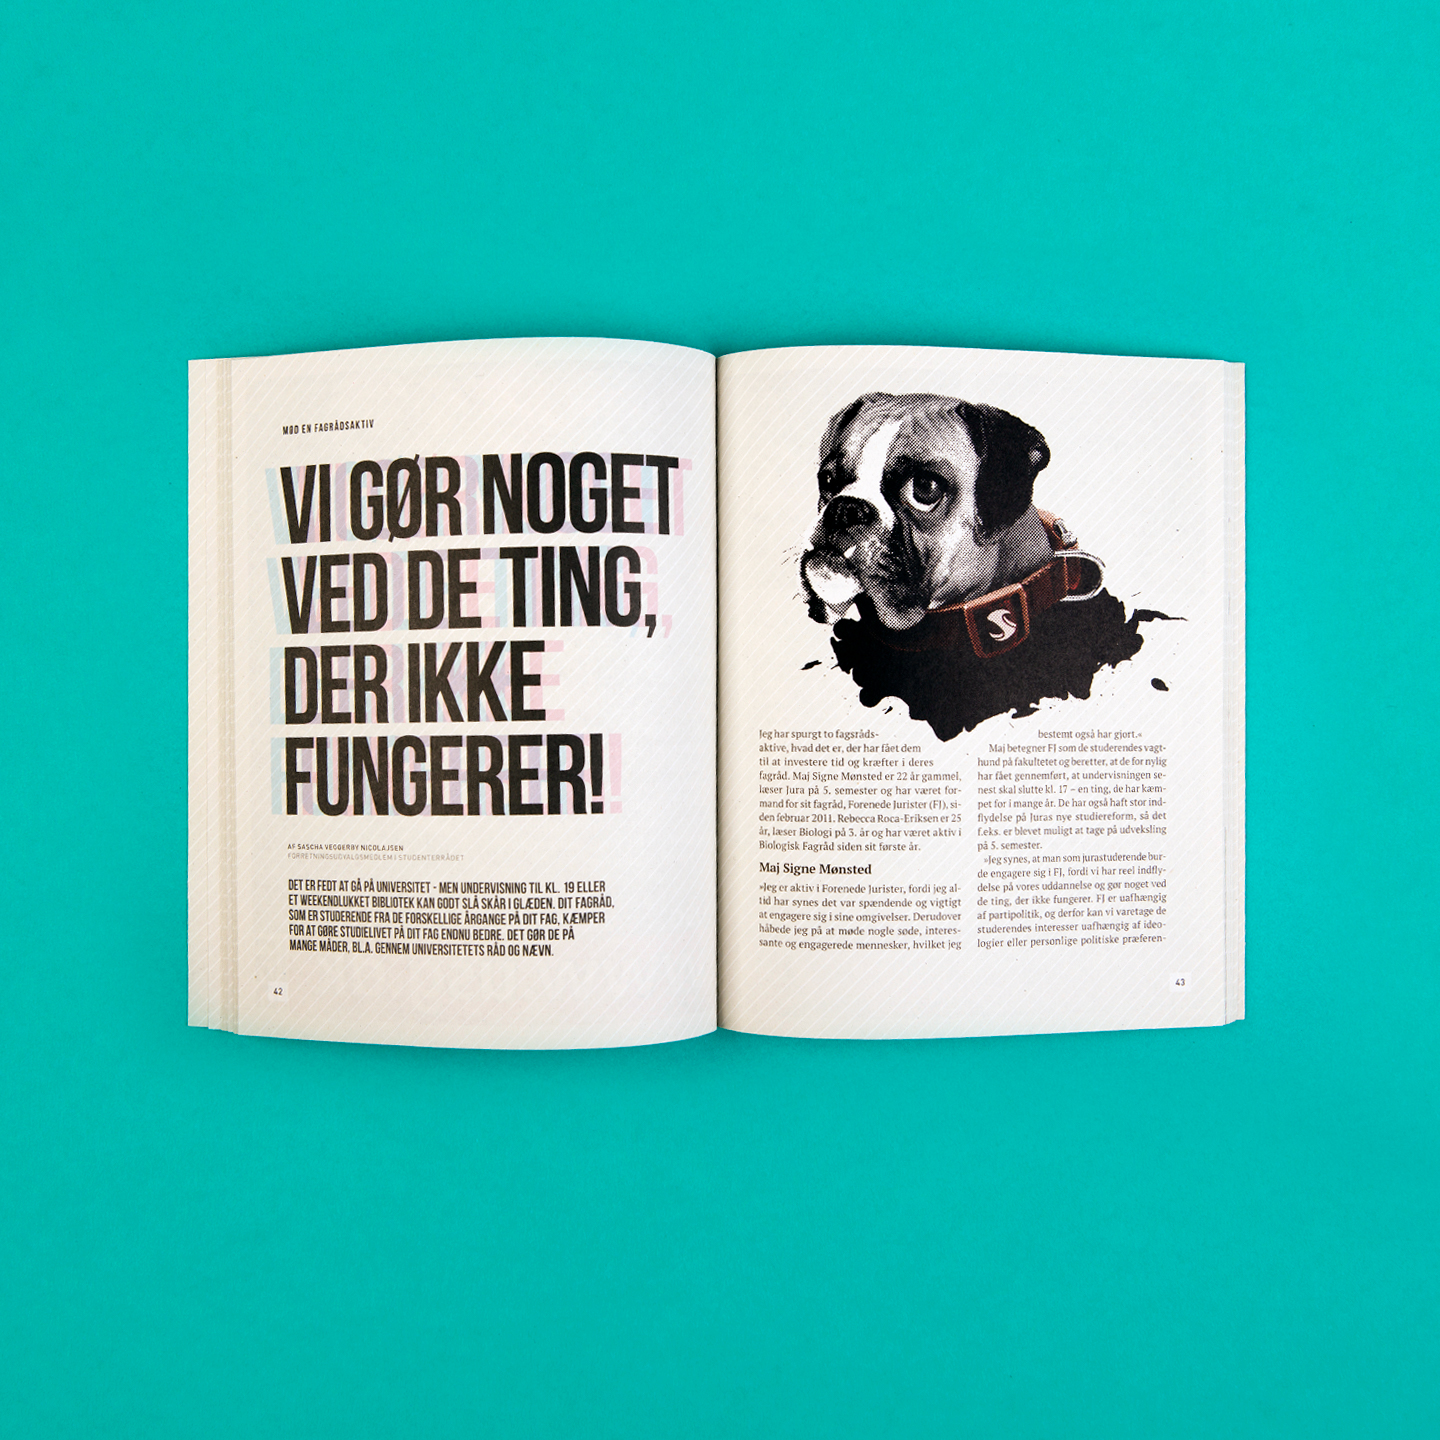 MØD EN FAGRÅDSAKTIV
VI GØR NOGET
VED DE TING,
DER IKKE
FUNGERER!
AF SASCHA VEGGERBY NICOLAJSEN
FORRETNINGSUDVALGSMEDLEM I STUDENTERRÅDET
DET ER FEDT AT GÅ PÅ UNIVERSITET - MEN UNDERVISNING TIL KL. 19 ELLER
ET WEEKENDLUKKET BIBLIOTEK KAN GODT SLÅ SKÅR I GLÆDEN. DIT FAGRÅD,
SOM ER STUDERENDE FRA DE FORSKELLIGE ÅRGANGE PÅ DIT FAG, KÆMPER
FOR AT GØRE STUDIELIVET PÅ DIT FAG ENDNU BEDRE. DET GØR DE PÅ
MANGE MÅDER, BL.A. GENNEM UNIVERSITETETS RÅD OG NÆVN.
42
Jeg har spurgt to fagsråds-
aktive, hvad det er, der har fået dem
til at investere tid og kræfter i deres
fagråd. Maj Signe Mønsted er 22 år gammel,
læser Jura på 5. semester og har været for-
mand for sit fagråd, Forenede Jurister (FJ), si-
den februar 2011. Rebecca Roca-Eriksen er 25
år, læser Biologi på 3. år og har været aktiv i
Biologisk Fagråd siden sit første år.
Maj Signe Mønsted
»Jeg er aktiv i Forenede Jurister, fordi jeg al-
tid har synes det var spændende og vigtigt
at engagere sig i sine omgivelser. Derudover
håbede jeg på at møde nogle søde, interes-
sante og engagerede mennesker, hvilket jeg
bestemt også har gjort.«
Maj betegner FJ som de studerendes vagt-
hund på fakultetet og beretter, at de for nylig
har fået gennemført, at undervisningen se-
nest skal slutte kl. 17 – en ting, de har kæm-
pet for i mange år. De har også haft stor ind-
flydelse på Juras nye studiereform, så det
f.eks. er blevet muligt at tage på udveksling
på 5. semester.
»Jeg synes, at man som jurastuderende bur-
de engagere sig i FJ, fordi vi har reel indfly-
delse på vores uddannelse og gør noget ved
de ting, der ikke fungerer. FJ er uafhængig
af partipolitik, og derfor kan vi varetage de
studerendes interesser uafhængig af ideo-
logier eller personlige politiske præferen-
43